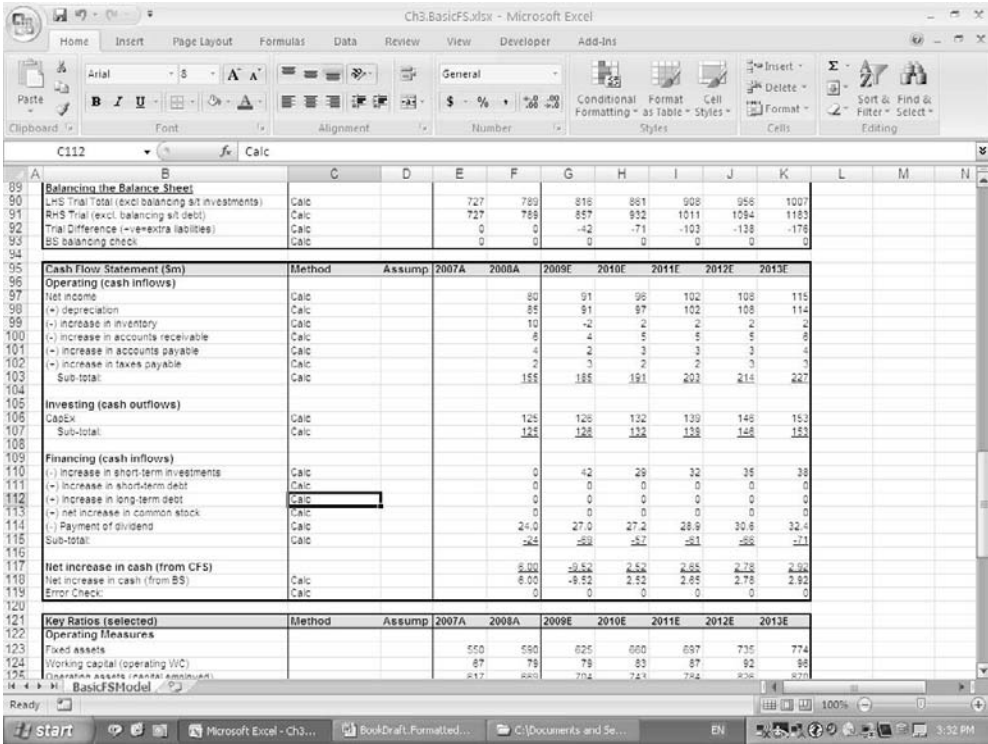 Ch3.BasicFS.xlsx - Microsoft Excel
Home Insert Page Layout Formulas Data Review View Developer Add-Ins
Arial 8 A A General Insert Σ
Paste B I U A $ % , Conditional Format Cell Delete Sort & Find &
Formatting as Table Styles Format Filter Select
Clipboard Font Alignment Number Styles Cells Editing
C112 fx Calc
A B C D E F G H I J K L M N
89 Balancing the Balance Sheet
90 LHS Trial Total (excl balancing s/t investments) Calc 727 789 816 861 908 956 1007
91 RHS Trial (excl. balancing s/t debt) Calc 727 789 857 932 1011 1094 1183
92 Trial Difference (+ve=extra liabilities) Calc 0 0 -42 -71 -103 -138 -176
93 BS balancing check Calc 0 0 0 0 0 0 0
94
95 Cash Flow Statement ($m) Method Assump 2007A 2008A 2009E 2010E 2011E 2012E 2013E
96 Operating (cash inflows)
97 Net income Calc 80 91 96 102 108 115
98 (+) depreciation Calc 85 91 97 102 108 114
99 (-) increase in inventory Calc 10 -2 2 2 2 2
100 (-) increase in accounts receivable Calc 6 4 5 5 5 6
101 (+) increase in accounts payable Calc 4 2 3 3 3 4
102 (+) increase in taxes payable Calc 2 3 2 2 3 3
103 Sub-total: Calc 155 185 191 203 214 227
104
105 Investing (cash outflows)
106 CapEx Calc 125 126 132 139 146 153
107 Sub-total: Calc 125 126 132 139 146 153
108
109 Financing (cash inflows)
110 (-) increase in short-term investments Calc 0 42 29 32 35 38
111 (+) increase in short-term debt Calc 0 0 0 0 0 0
112 (+) increase in long-term debt Calc 0 0 0 0 0 0
113 (+) net increase in common stock Calc 0 0 0 0 0 0
114 (-) Payment of dividend Calc 24.0 27.0 27.2 28.9 30.6 32.4
115 Sub-total: Calc -24 -69 -57 -61 -66 -71
116
117 Net increase in cash (from CFS) 6.00 -9.52 2.52 2.65 2.78 2.92
118 Net increase in cash (from BS) Calc 6.00 -9.52 2.52 2.65 2.78 2.92
119 Error Check: Calc 0 0 0 0 0 0
120
121 Key Ratios (selected) Method Assump 2007A 2008A 2009E 2010E 2011E 2012E 2013E
122 Operating Measures
123 Fixed assets 550 590 625 660 697 735 774
124 Working capital (operating WC) 67 79 79 83 87 92 96
125 Operating assets (capital employed) 704 743 784 826 870
BasicFSModel
Ready 100%
start Microsoft Excel - Ch3... BookDraft.Formatted... C:\Documents and Se... EN 3:32 PM